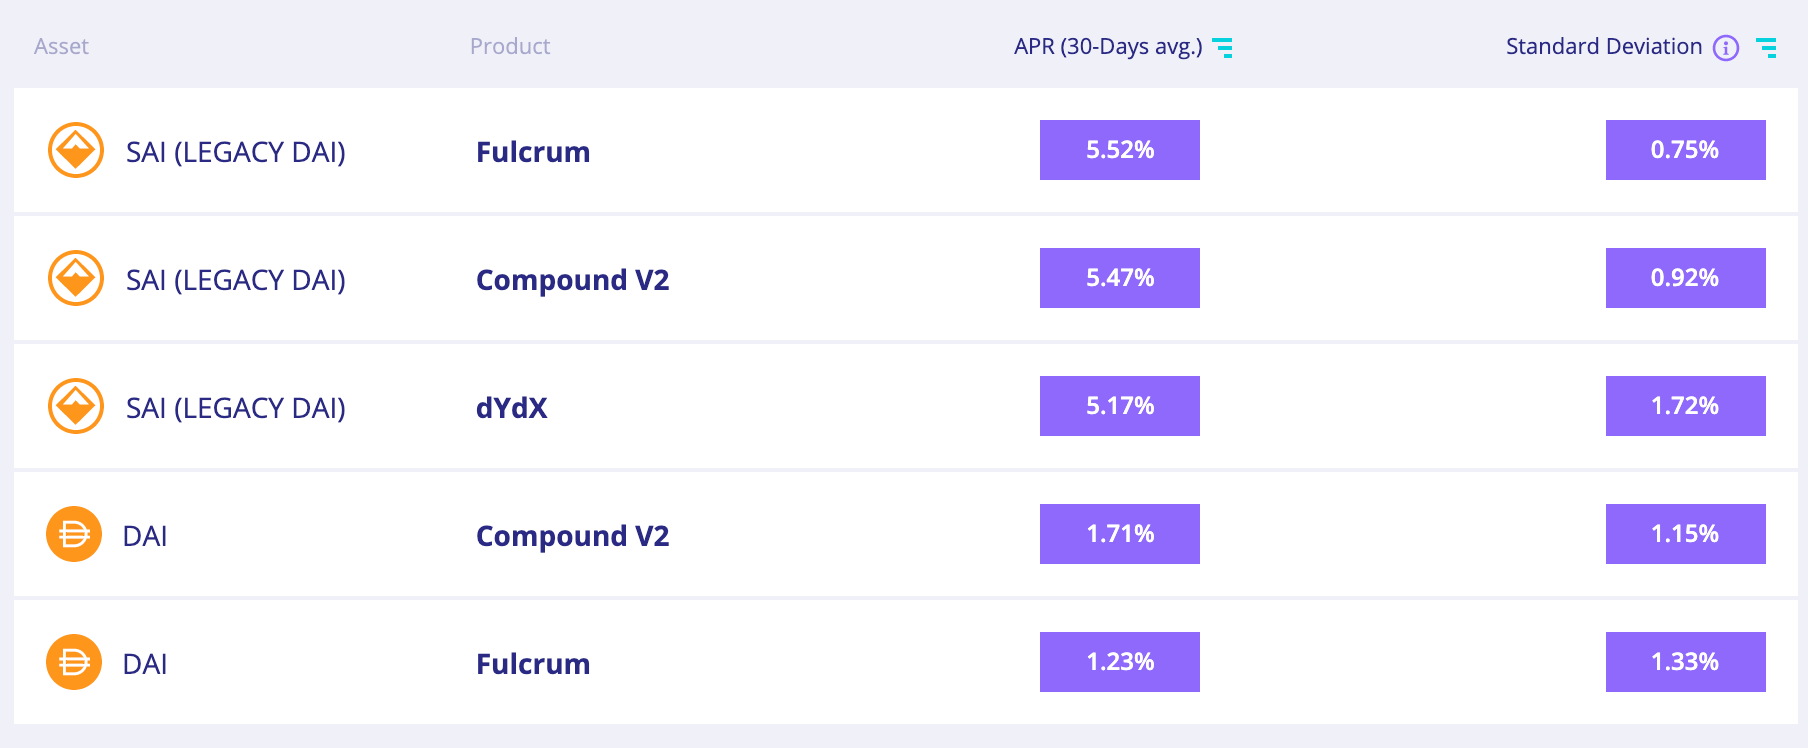 Asset Product APR (30-Days avg.) Standard Deviation i
SAI (LEGACY DAI) Fulcrum 5.52% 0.75%
SAI (LEGACY DAI) Compound V2 5.47% 0.92%
SAI (LEGACY DAI) dYdX 5.17% 1.72%
DAI Compound V2 1.71% 1.15%
DAI Fulcrum 1.23% 1.33%